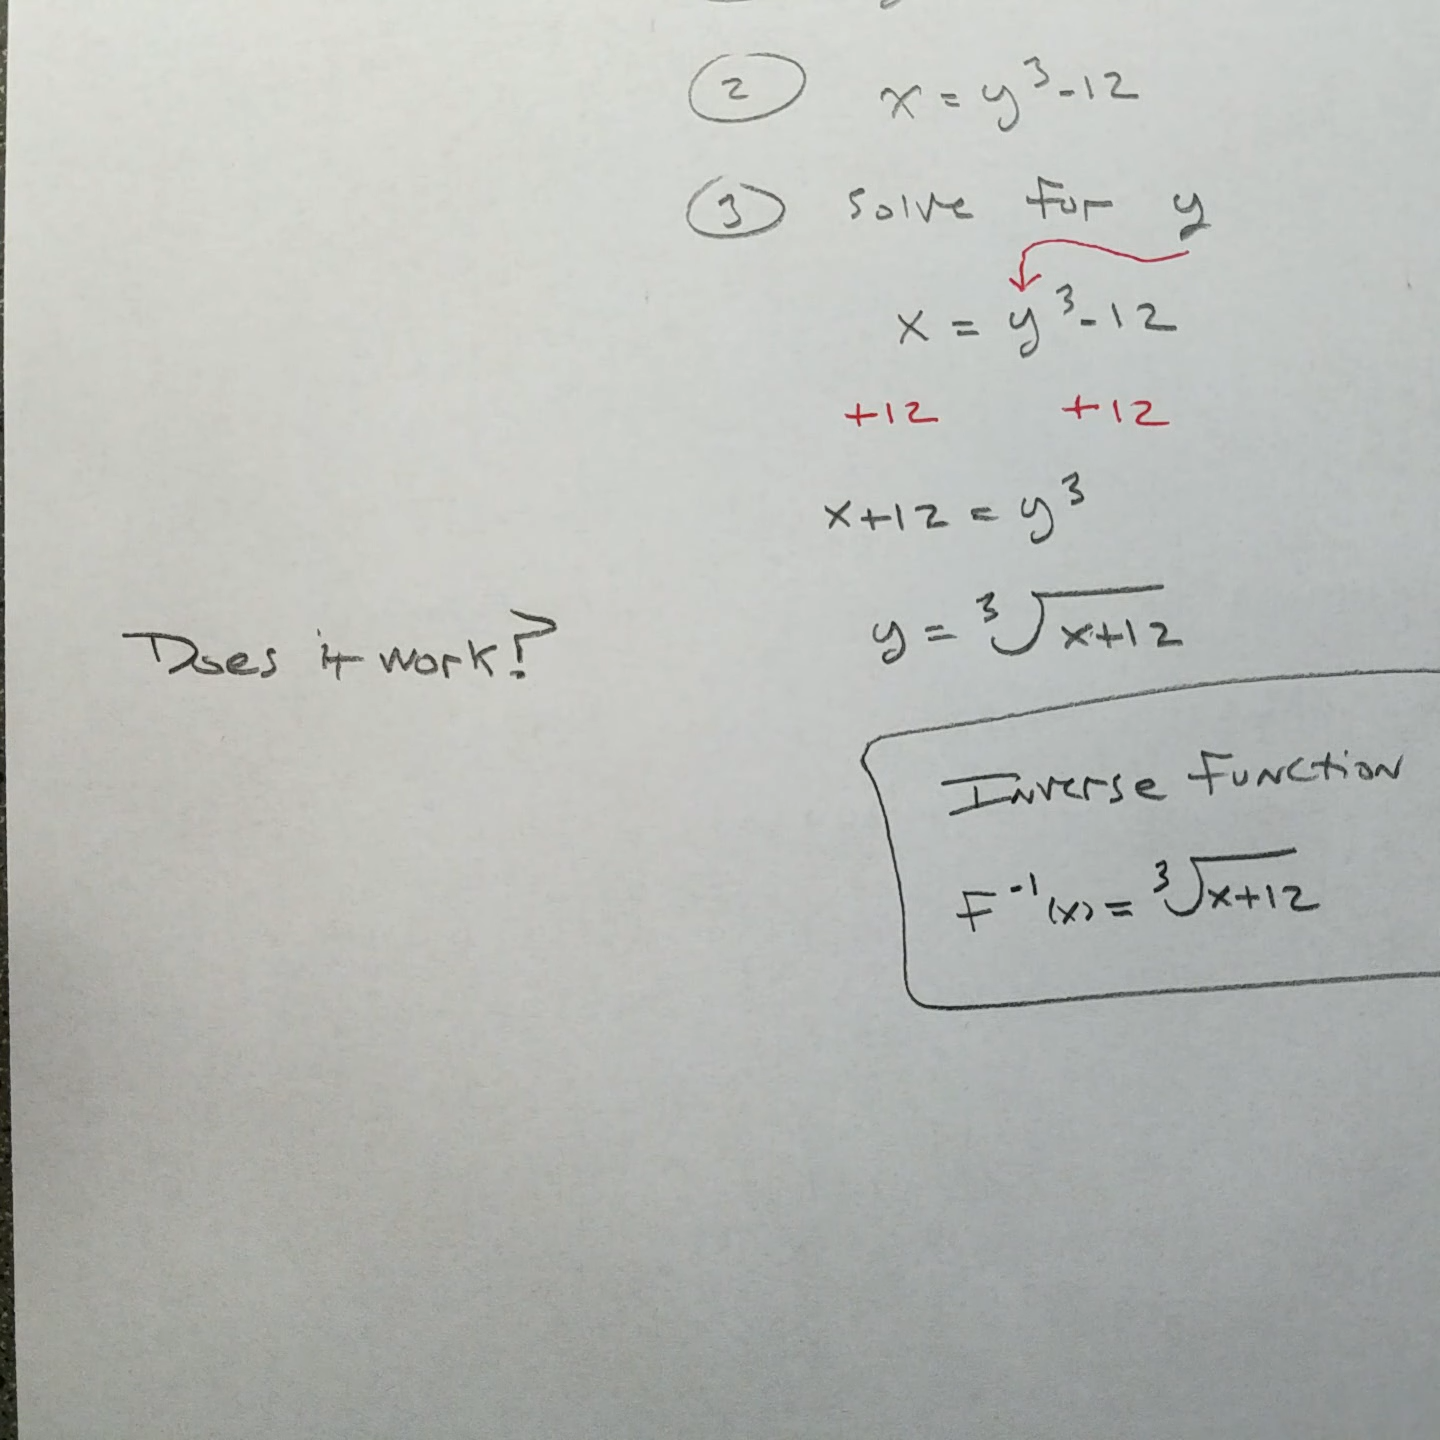 2 x = y³-12
3 Solve for y
x = y³-12
+12 +12
x+12 = y³
y = ³√x+12
Does it work?
Inverse Function
F⁻¹(x) = ³√x+12